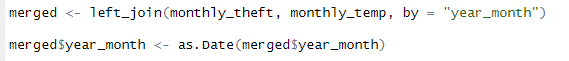 merged <- left_join(monthly_theft, monthly_temp, by = "year_month")
merged$year_month <- as.Date(merged$year_month)